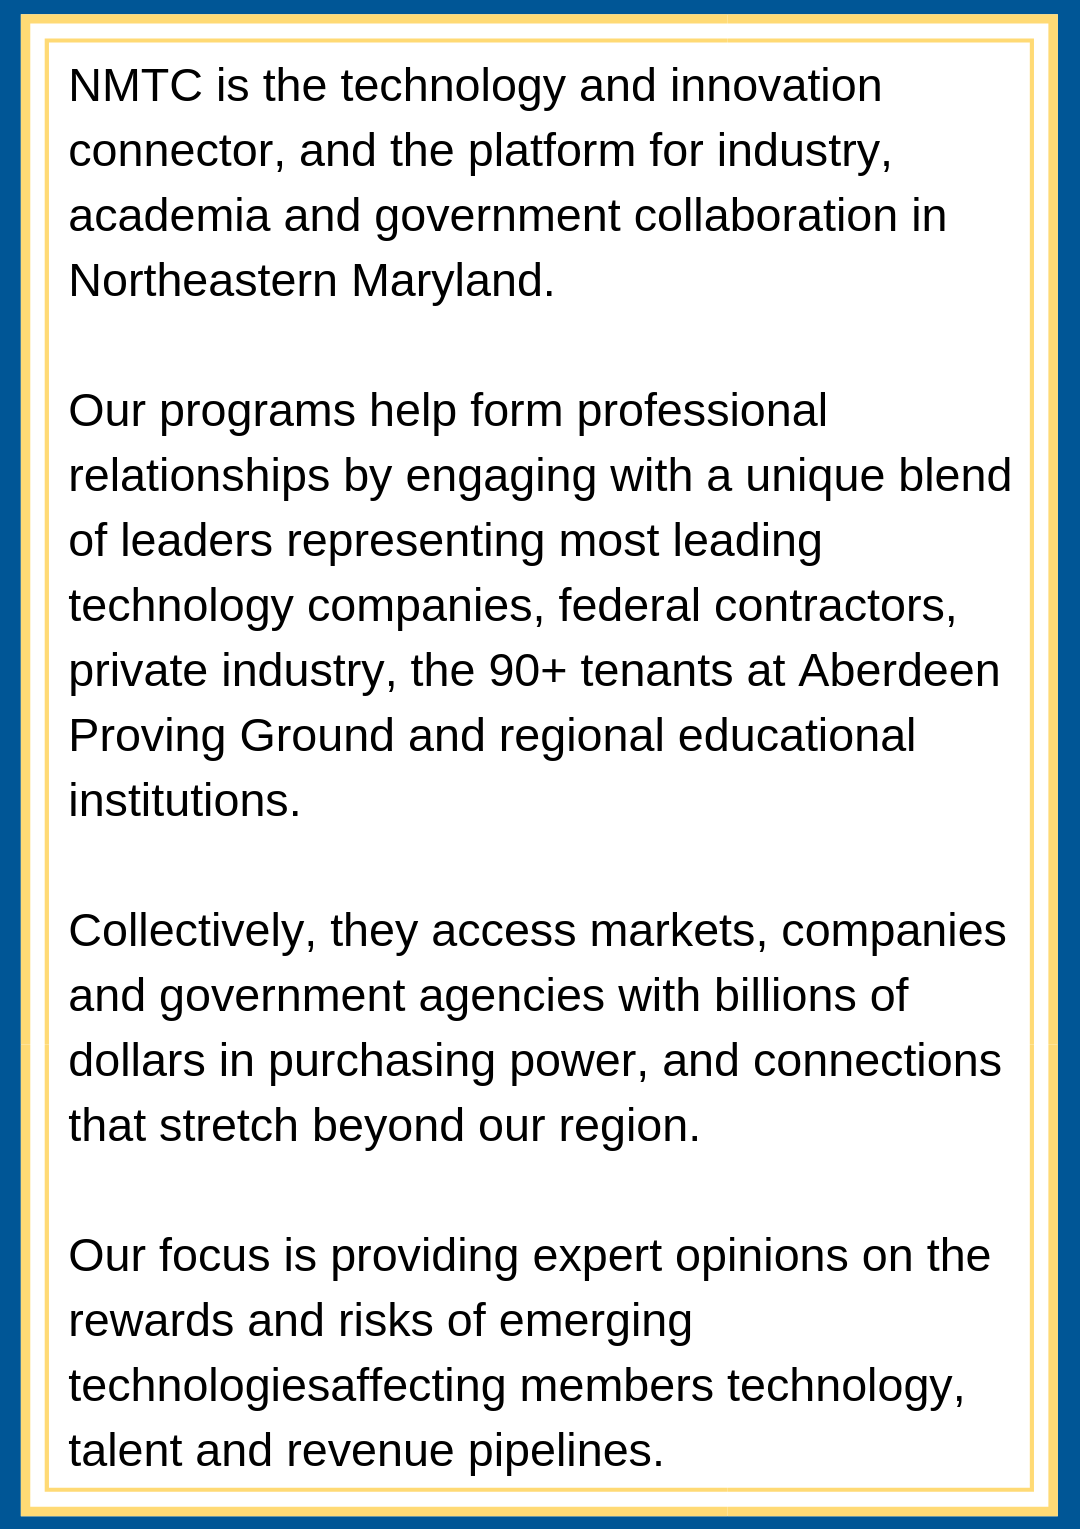 NMTC is the technology and innovation
connector, and the platform for industry,
academia and government collaboration in
Northeastern Maryland.
Our programs help form professional
relationships by engaging with a unique blend
of leaders representing most leading
technology companies, federal contractors,
private industry, the 90+ tenants at Aberdeen
Proving Ground and regional educational
institutions.
Collectively, they access markets, companies
and government agencies with billions of
dollars in purchasing power, and connections
that stretch beyond our region.
Our focus is providing expert opinions on the
rewards and risks of emerging
technologiesaffecting members technology,
talent and revenue pipelines.